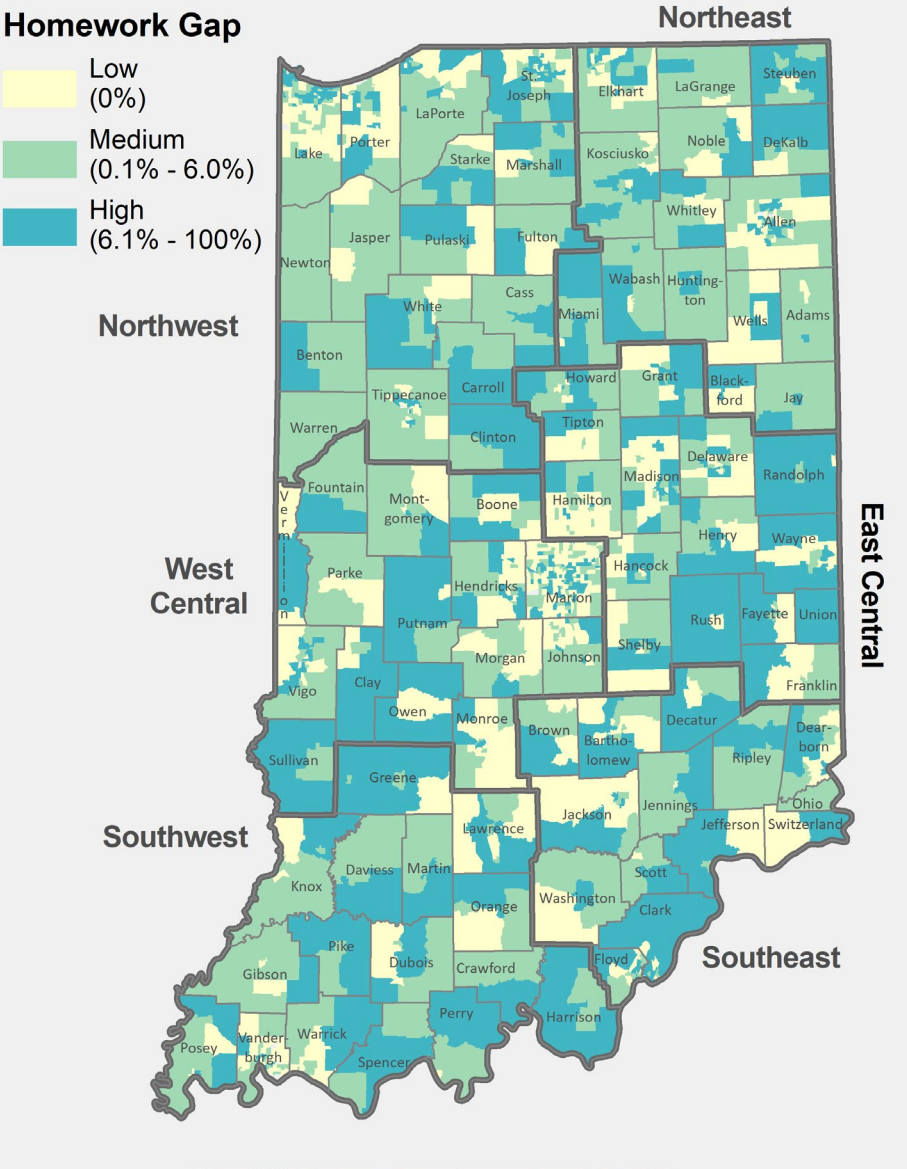 Northeast
Homework Gap
Low
(0%)
Medium
(0.1% - 6.0%)
High
(6.1% - 100%)
St.
Joseph
Elkhart
LaGrange
Steuben
LaPorte
Lake
Porter
Starke
Marshall
Kosciusko
Noble
DeKalb
Newton
Jasper
Pulaski
Fulton
Whitley
Allen
Northwest
White
Cass
Miami
Wabash
Hunting-
ton
Wells
Adams
Benton
Tippecanoe
Carroll
Howard
Grant
Black-
ford
Jay
Warren
Clinton
Tipton
Fountain
Mont-
gomery
Boone
Hamilton
Madison
Delaware
Randolph
East Central
West
Central
Vermillion
Parke
Putnam
Hendricks
Marion
Hancock
Henry
Wayne
Vigo
Clay
Owen
Morgan
Johnson
Shelby
Rush
Fayette
Union
Franklin
Sullivan
Greene
Monroe
Brown
Bartho-
lomew
Decatur
Ripley
Dear-
born
Ohio
Southwest
Knox
Daviess
Martin
Lawrence
Jackson
Jennings
Jefferson
Switzerland
Scott
Orange
Washington
Clark
Southeast
Gibson
Pike
Dubois
Crawford
Floyd
Harrison
Posey
Vander-
burgh
Warrick
Spencer
Perry